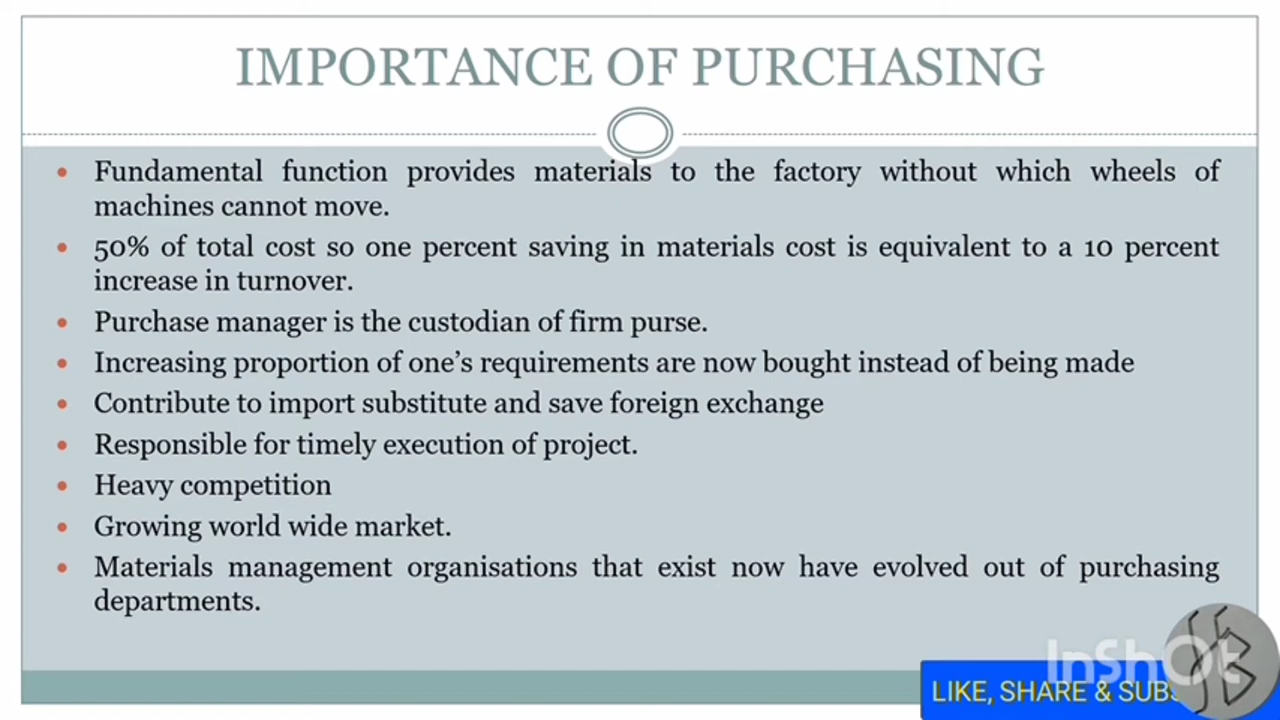 IMPORTANCE OF PURCHASING
• Fundamental function provides materials to the factory without which wheels of
machines cannot move.
• 50% of total cost so one percent saving in materials cost is equivalent to a 10 percent
increase in turnover.
• Purchase manager is the custodian of firm purse.
• Increasing proportion of one's requirements are now bought instead of being made
• Contribute to import substitute and save foreign exchange
• Responsible for timely execution of project.
• Heavy competition
• Growing world wide market.
• Materials management organisations that exist now have evolved out of purchasing
departments.
InShOt
LIKE, SHARE & SUBS